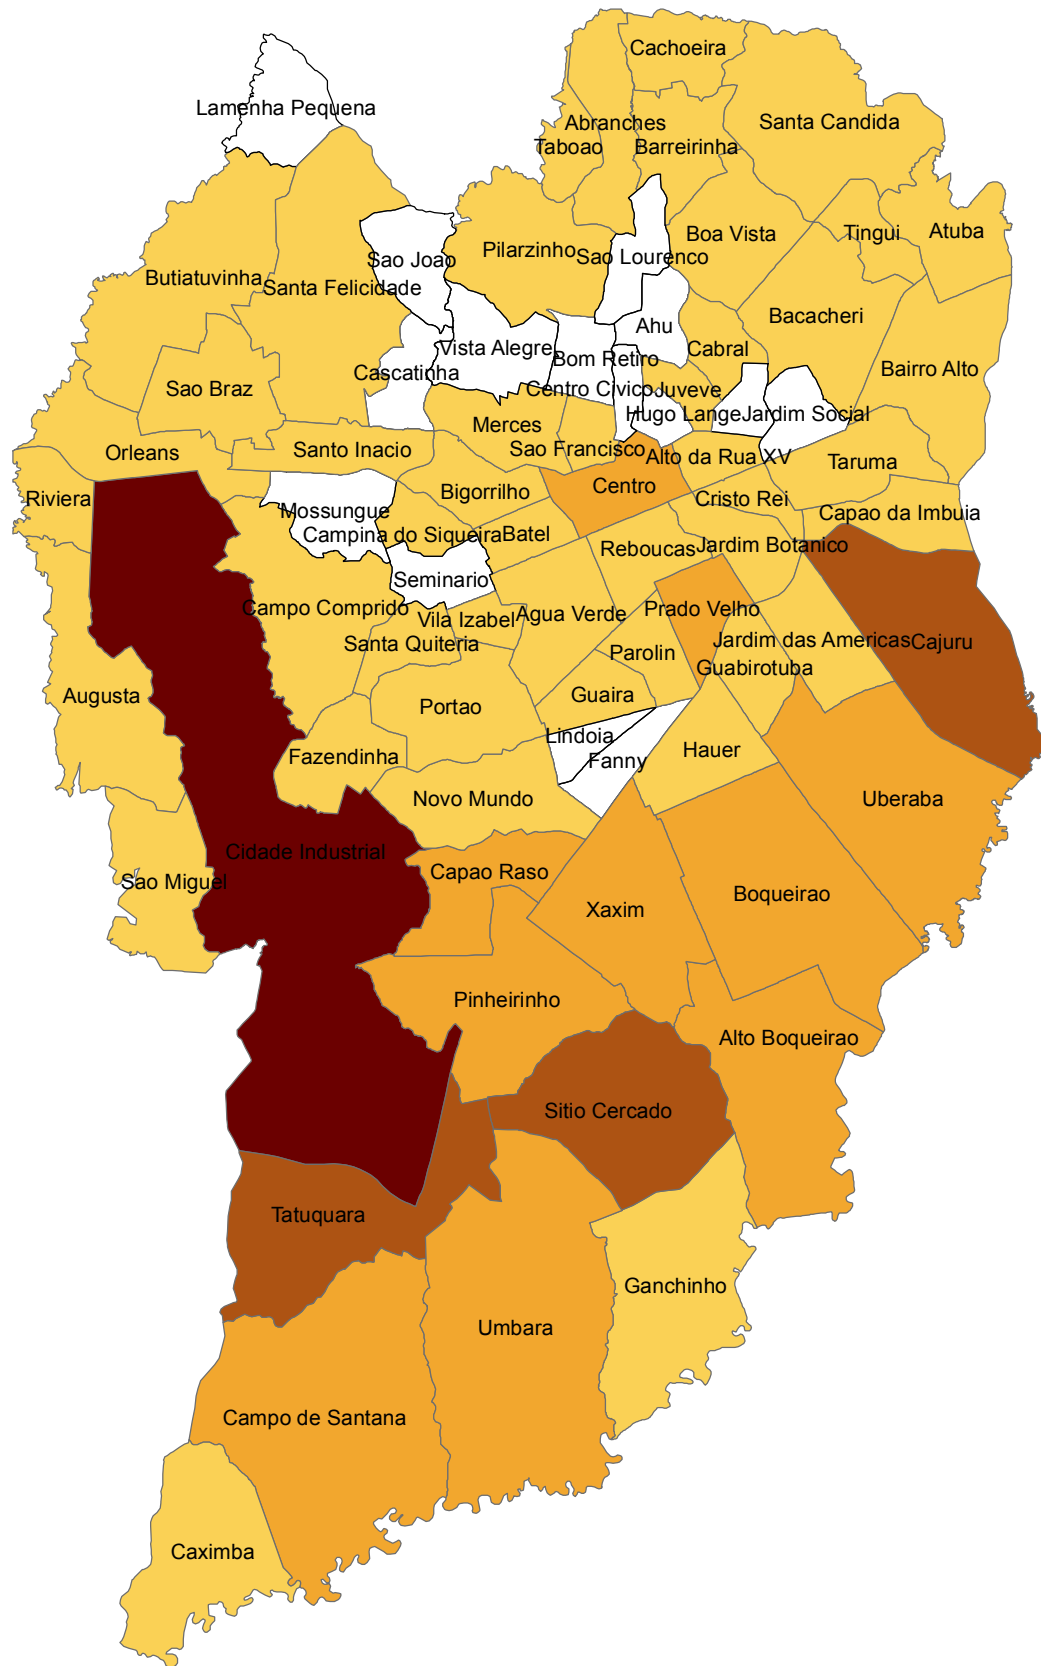 Cachoeira
Lamenha Pequena
Abranches
Santa Candida
Taboao
Barreirinha
Atuba
Tingui
Boa Vista
Pilarzinho
Sao Lourenco
Sao Joao
Butiatuvinha
Santa Felicidade
Bacacheri
Ahu
Vista Alegre
Cabral
Bom Retiro
Bairro Alto
Cascatinha
Sao Braz
Centro Civico
Juveve
Hugo Lange
Jardim Social
Merces
Sao Francisco
Santo Inacio
Orleans
Alto da Rua XV
Taruma
Centro
Bigorrilho
Riviera
Cristo Rei
Mossungue
Capao da Imbuia
Campina do Siqueira
Batel
Reboucas
Jardim Botanico
Seminario
Campo Comprido
Prado Velho
Agua Verde
Vila Izabel
Santa Quiteria
Jardim das Americas
Cajuru
Parolin
Guabirotuba
Augusta
Guaira
Portao
Lindoia
Hauer
Fazendinha
Fanny
Novo Mundo
Uberaba
Cidade Industrial
Capao Raso
Sao Miguel
Boqueirao
Xaxim
Pinheirinho
Alto Boqueirao
Sitio Cercado
Tatuquara
Ganchinho
Umbara
Campo de Santana
Caximba